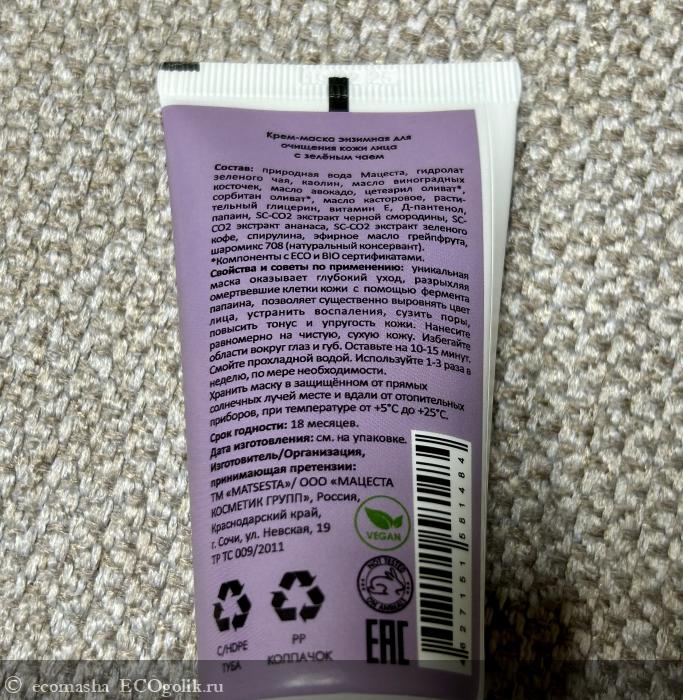 Крем-маска энзимная для
очищения кожи лица
с зелёным чаем
Состав: природная вода Мацеста, гидролат
зеленого чая, каолин, масло виноградных
косточек, масло авокадо, цетеарил оливат*,
сорбитан оливат*, масло касторовое, расти-
тельный глицерин, витамин Е, Д-пантенол,
папаин, SC-CO2 экстракт черной смородины, SC-
CO2 экстракт ананаса, SC-CO2 экстракт зеленого
кофе, спирулина, эфирное масло грейпфрута,
шаромикс 708 (натуральный консервант).
*Компоненты с ECO и BIO сертификатами.
Свойства и советы по применению: уникальная
маска оказывает глубокий уход, разрыхляя
омертвевшие клетки кожи с помощью фермента
папаина, позволяет существенно выровнять цвет
лица, устранить воспаления, сузить поры,
повысить тонус и упругость кожи. Нанесите
равномерно на чистую, сухую кожу. Избегайте
области вокруг глаз и губ. Оставьте на 10-15 минут.
Смойте прохладной водой. Используйте 1-3 раза в
неделю, по мере необходимости.
Хранить маску в защищённом от прямых
солнечных лучей месте и вдали от отопительных
приборов, при температуре от +5°С до +25°С.
Срок годности: 18 месяцев.
Дата изготовления: см. на упаковке.
Изготовитель/Организация,
принимающая претензии:
ТМ «MATSESTA»/ ООО «МАЦЕСТА
КОСМЕТИК ГРУПП», Россия,
Краснодарский край,
г. Сочи, ул. Невская, 19
ТР ТС 009/2011
VEGAN
NOT TESTED
ON ANIMALS
C/HDPE
ТУБА
PP
КОЛПАЧОК
EAC
4 627151 581484
© ecomasha ECOgolik.ru